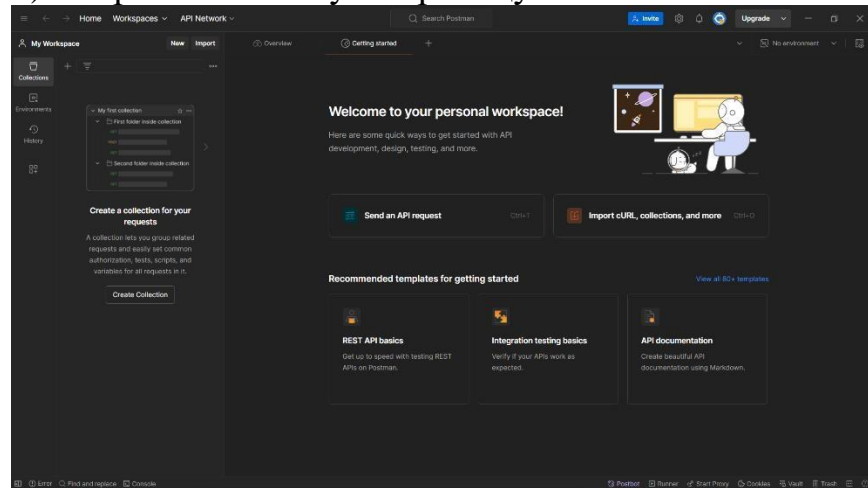 Home Workspaces API Network Search Postman Invite Upgrade
My Workspace New Import Overview Getting started No environment
Collections
Environments
History
My first collection
First folder inside collection
Second folder inside collection
Create a collection for your
requests
A collection lets you group related
requests and easily set common
authorization, tests, scripts, and
variables for all requests in it.
Create Collection
Welcome to your personal workspace!
Here are some quick ways to get started with API
development, design, testing, and more.
Send an API request Ctrl+T Import cURL, collections, and more Ctrl+O
Recommended templates for getting started View all 80+ templates
REST API basics
Get up to speed with testing REST
APIs on Postman.
Integration testing basics
Verify if your APIs work as
expected.
API documentation
Create beautiful API
documentation using Markdown.
Error Find and replace Console Postbot Runner Start Proxy Cookies Vault Trash